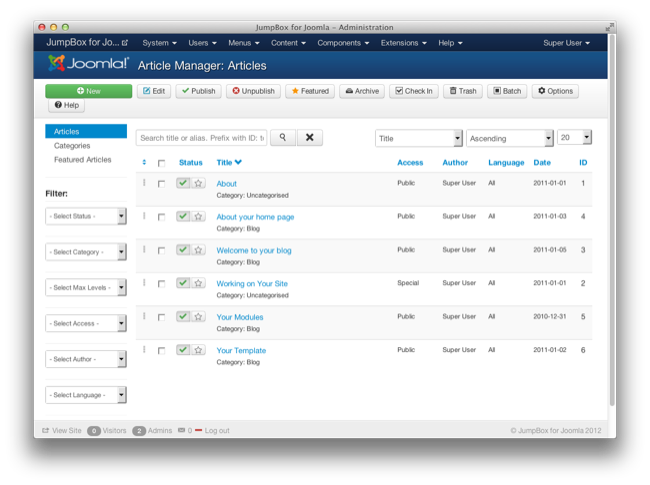 JumpBox for Joomla – Administration
JumpBox for Jo... System Users Menus Content Components Extensions Help Super User
Joomla! Article Manager: Articles
New Edit Publish Unpublish Featured Archive Check In Trash Batch Options
Help
Articles
Categories
Featured Articles
Filter:
- Select Status -
- Select Category -
- Select Max Levels -
- Select Access -
- Select Author -
- Select Language -
Search title or alias. Prefix with ID: Title Ascending 20
Status Title Access Author Language Date ID
About Public Super User All 2011-01-01 1
Category: Uncategorised
About your home page Public Super User All 2011-01-03 4
Category: Blog
Welcome to your blog Public Super User All 2011-01-05 3
Category: Blog
Working on Your Site Special Super User All 2011-01-01 2
Category: Uncategorised
Your Modules Public Super User All 2010-12-31 5
Category: Blog
Your Template Public Super User All 2011-01-02 6
Category: Blog
View Site 0 Visitors 2 Admins 0 Log out © JumpBox for Joomla 2012